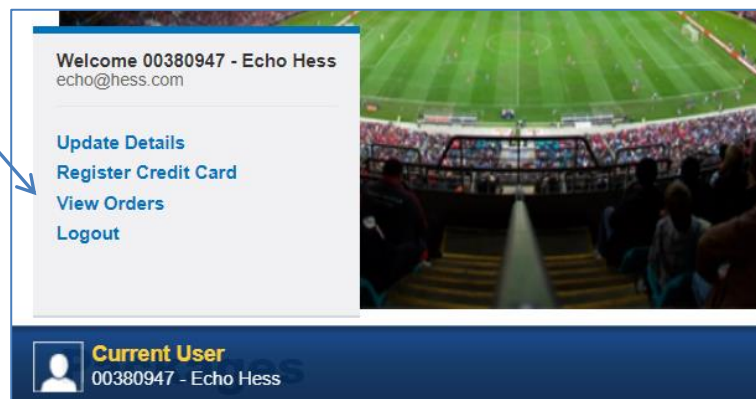 Welcome 00380947 - Echo Hess
echo@hess.com
Update Details
Register Credit Card
View Orders
Logout
Current User
00380947 - Echo Hess